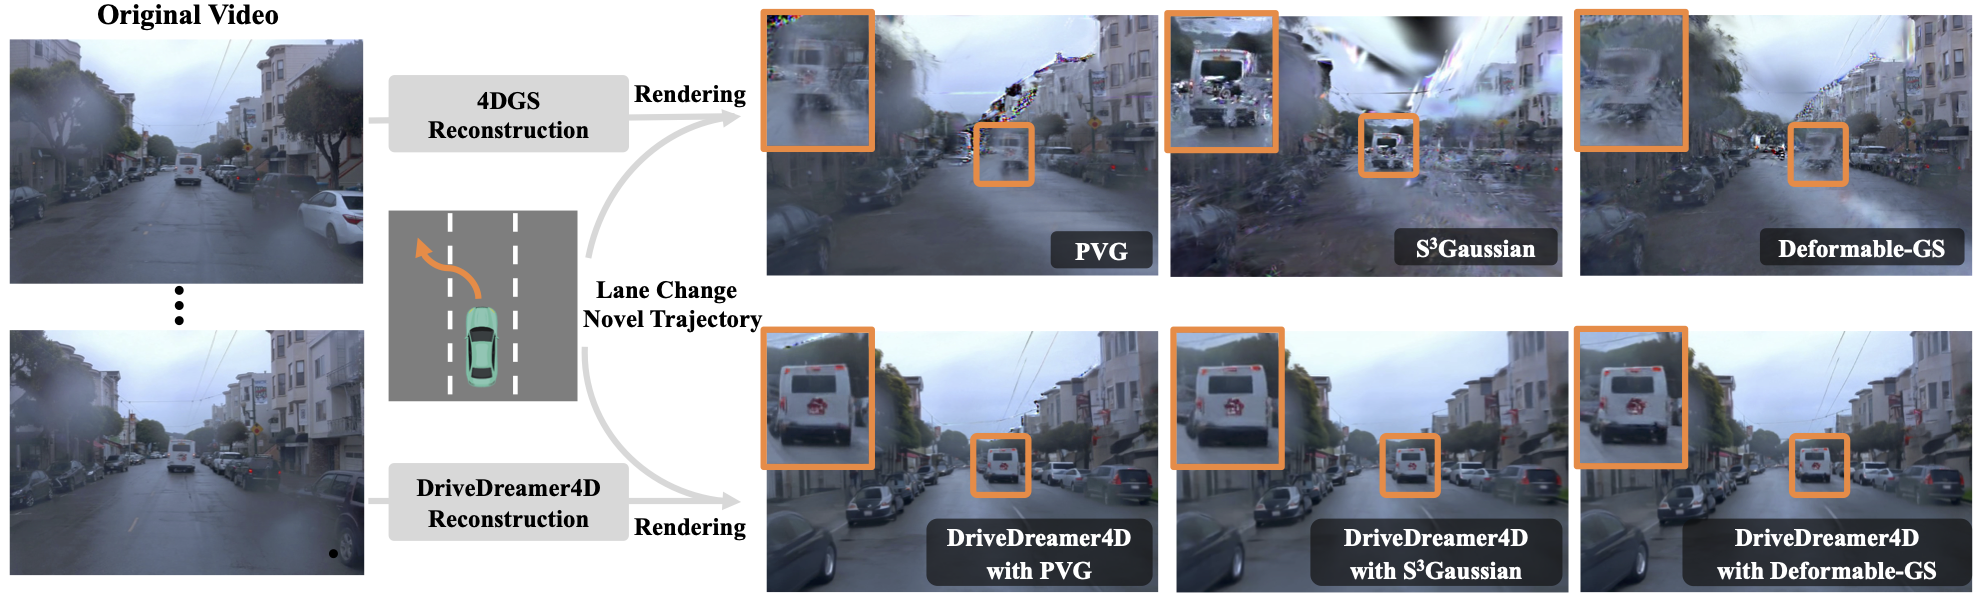 Original Video
4DGS
Reconstruction
Rendering
PVG
S³Gaussian
Deformable-GS
Lane Change
Novel Trajectory
DriveDreamer4D
Reconstruction
Rendering
DriveDreamer4D
with PVG
DriveDreamer4D
with S³Gaussian
DriveDreamer4D
with Deformable-GS